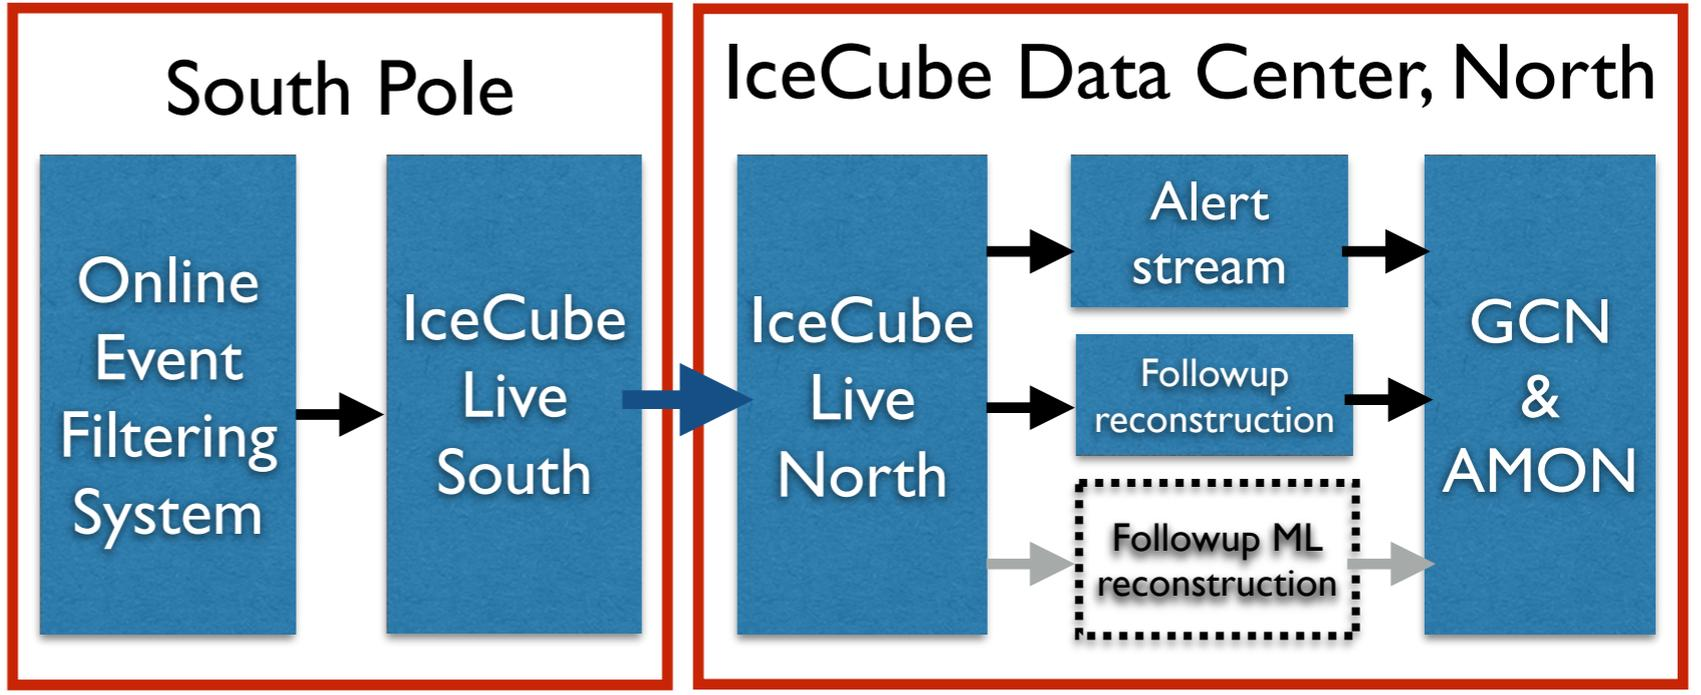 South Pole
Online
Event
Filtering
System
IceCube
Live
South
IceCube Data Center, North
IceCube
Live
North
Alert
stream
Followup
reconstruction
Followup ML
reconstruction
GCN
&
AMON